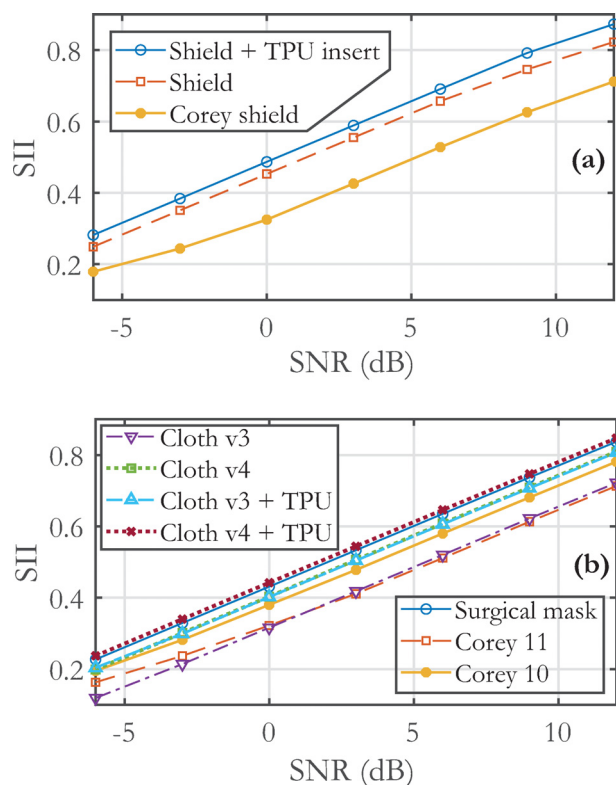 0.8
0.6
0.4
0.2
SII
Shield + TPU insert
Shield
Corey shield
(a)
-5 0 5 10
SNR (dB)
0.8
0.6
0.4
0.2
SII
Cloth v3
Cloth v4
Cloth v3 + TPU
Cloth v4 + TPU
(b)
Surgical mask
Corey 11
Corey 10
-5 0 5 10
SNR (dB)